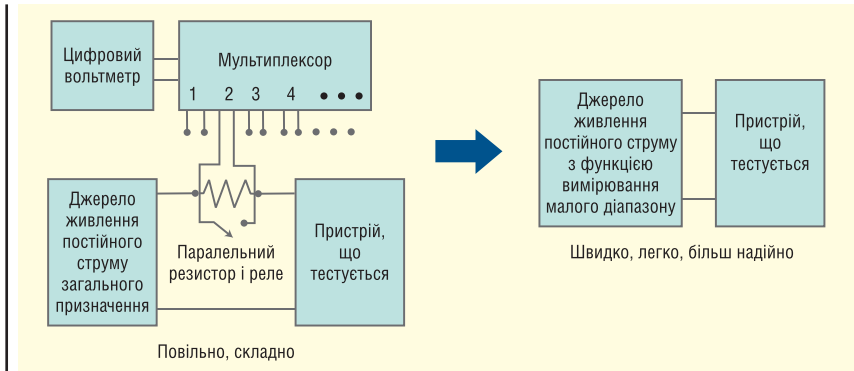 Цифровий
вольтметр
Мультиплексор
1 2 3 4 • • •
Джерело
живлення
постійного
струму
загального
призначення
Паралельний
резистор і реле
Пристрій,
що
тестується
Повільно, складно
Джерело
живлення
постійного струму
з функцією
вимірювання
малого діапазону
Пристрій,
що
тестується
Швидко, легко, більш надійно